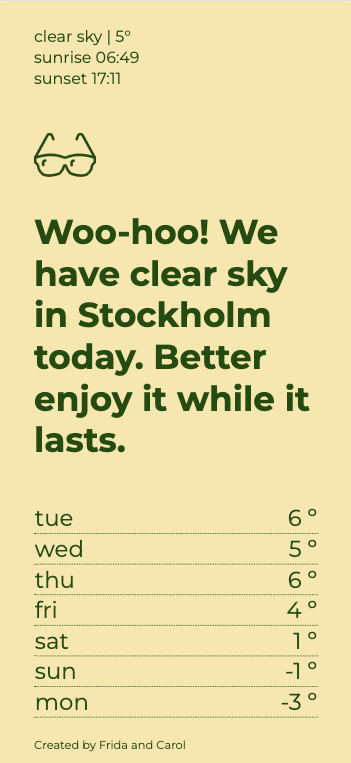 clear sky | 5°
sunrise 06:49
sunset 17:11
Woo-hoo! We
have clear sky
in Stockholm
today. Better
enjoy it while it
lasts.
tue 6 °
wed 5 °
thu 6 °
fri 4 °
sat 1 °
sun -1 °
mon -3 °
Created by Frida and Carol